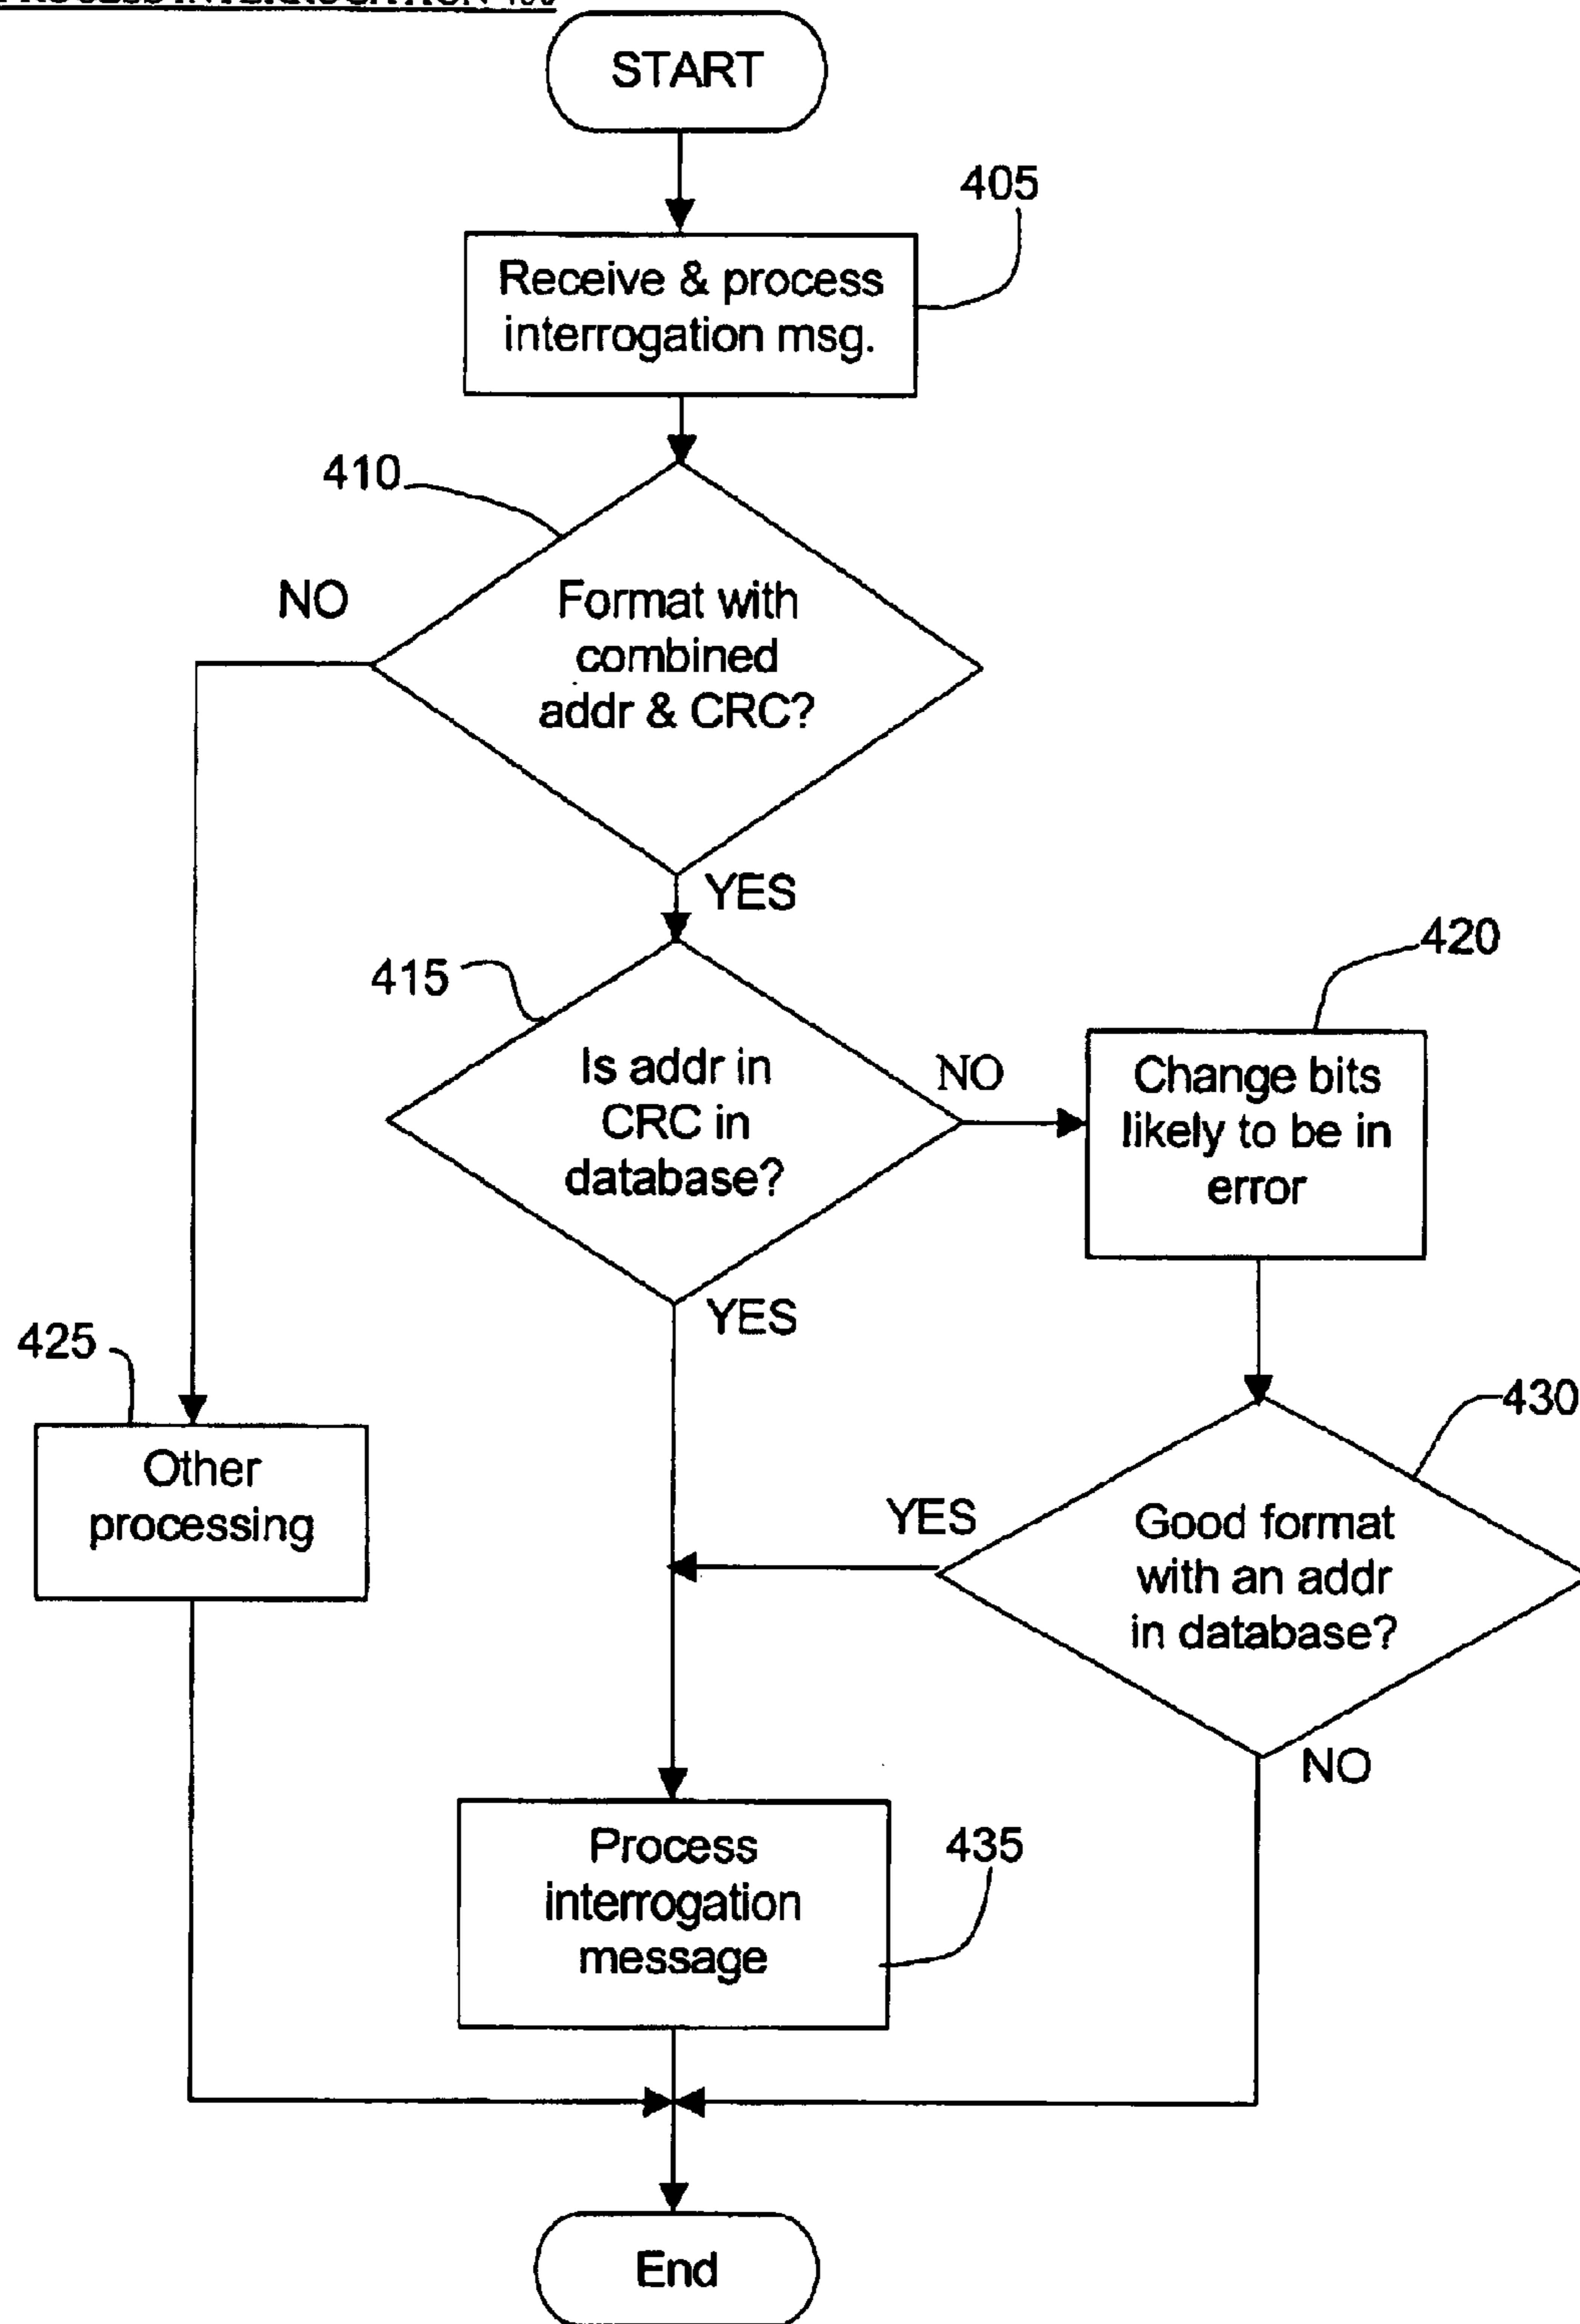 START
405
Receive & process
interrogation msg.
410
NO
Format with
combined
addr & CRC?
YES
415
Is addr in
CRC in
database?
NO
420
Change bits
likely to be in
error
YES
425
Other
processing
430
YES
Good format
with an addr
in database?
NO
Process
interrogation
message
435
End